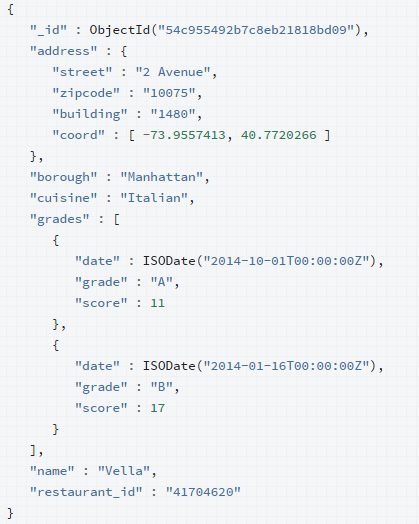 {
"_id" : ObjectId("54c955492b7c8eb21818bd09"),
"address" : {
"street" : "2 Avenue",
"zipcode" : "10075",
"building" : "1480",
"coord" : [ -73.9557413, 40.7720266 ]
},
"borough" : "Manhattan",
"cuisine" : "Italian",
"grades" : [
{
"date" : ISODate("2014-10-01T00:00:00Z"),
"grade" : "A",
"score" : 11
},
{
"date" : ISODate("2014-01-16T00:00:00Z"),
"grade" : "B",
"score" : 17
}
],
"name" : "Vella",
"restaurant_id" : "41704620"
}